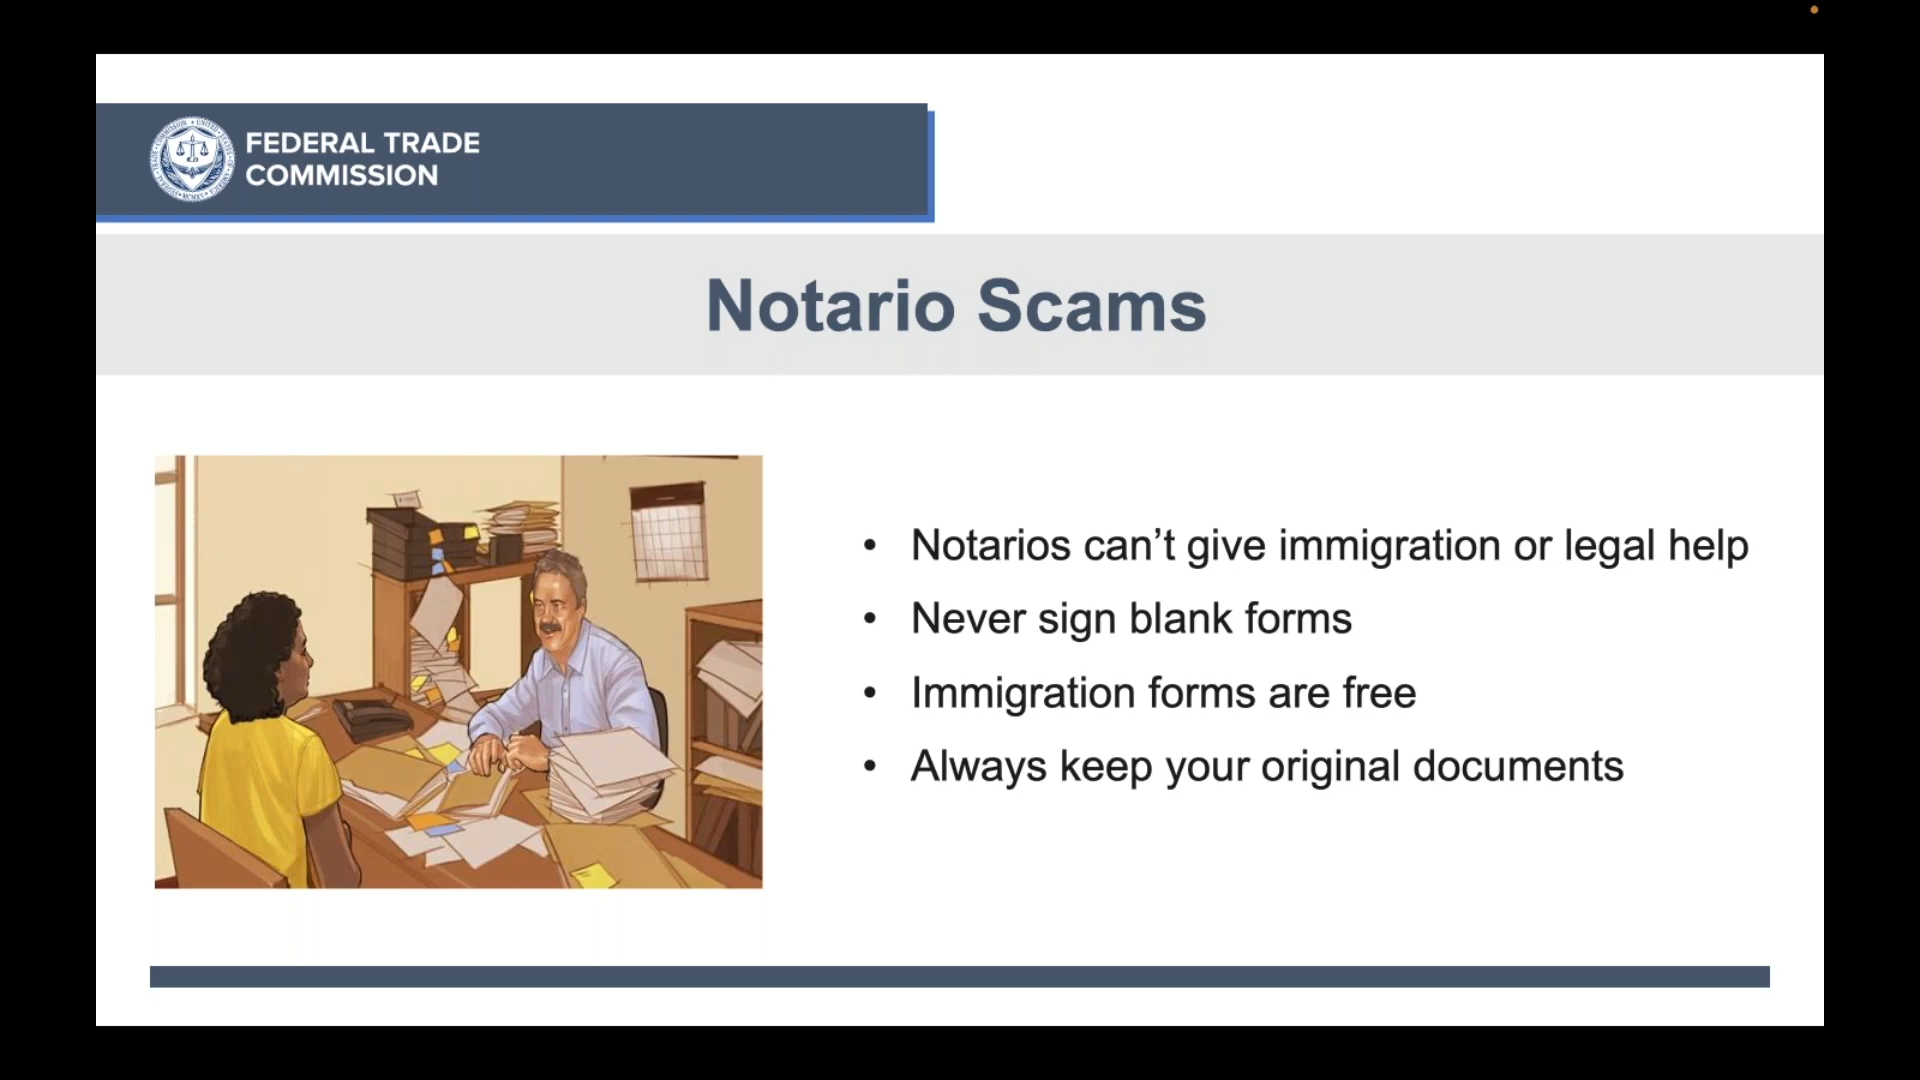 FEDERAL TRADE
COMMISSION
Notario Scams
• Notarios can’t give immigration or legal help
• Never sign blank forms
• Immigration forms are free
• Always keep your original documents